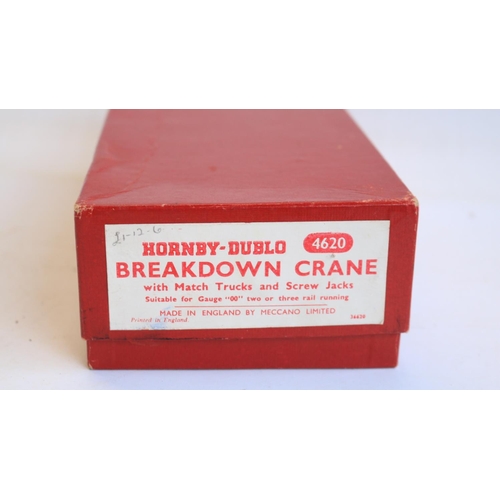 £1-13-6
HORNBY-DUBLO 4620
BREAKDOWN CRANE
with Match Trucks and Screw Jacks
Suitable for Gauge "00" two or three rail running
MADE IN ENGLAND BY MECCANO LIMITED
Printed in England